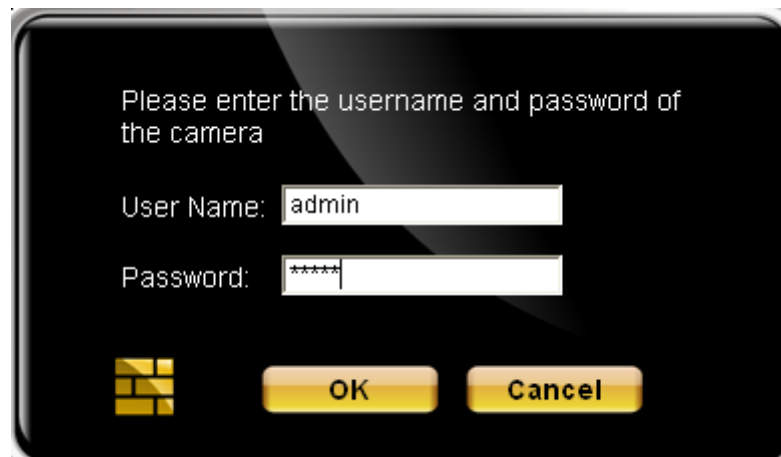 Please enter the username and password of
the camera
User Name: admin
Password: *****
OK Cancel